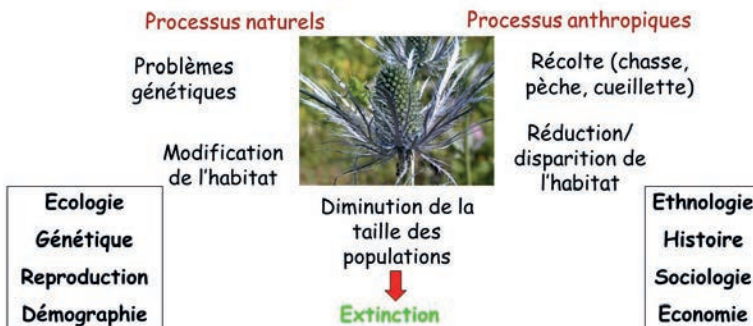 Processus naturels
Processus anthropiques
Problèmes
génétiques
Récolte (chasse,
pèche, cueillette)
Modification
de l'habitat
Réduction/
disparition de
l'habitat
Diminution de la
taille des
populations
Extinction
Ecologie
Génétique
Reproduction
Démographie
Ethnologie
Histoire
Sociologie
Economie